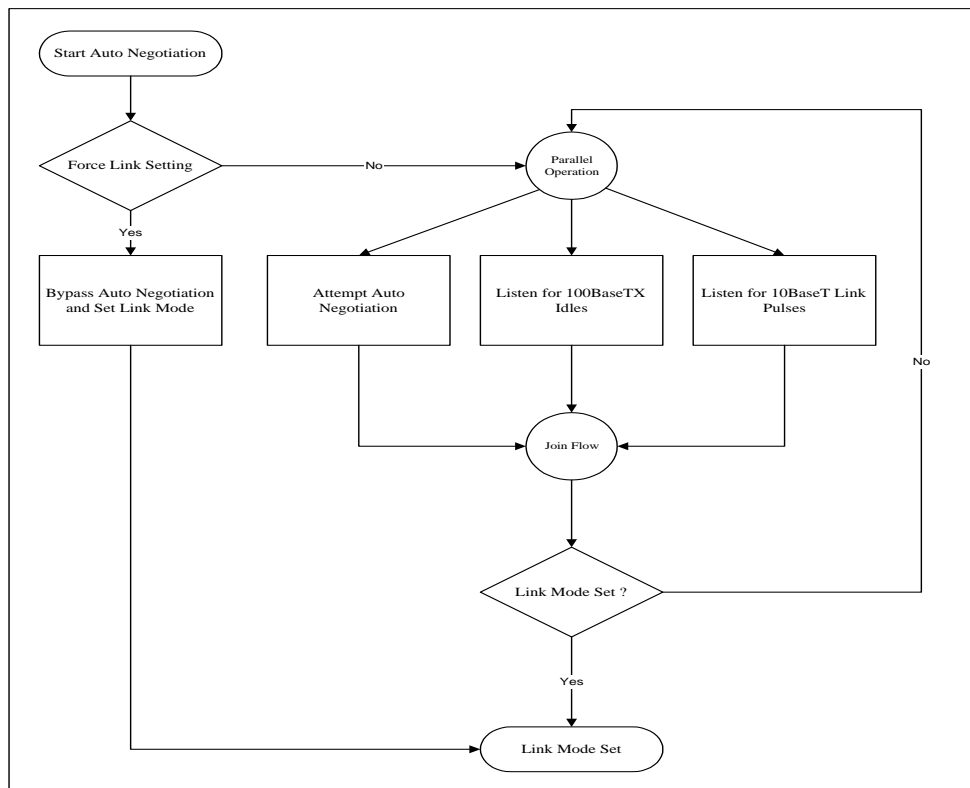 Start Auto Negotiation
Force Link Setting
No
Parallel
Operation
Yes
Bypass Auto Negotiation
and Set Link Mode
Attempt Auto
Negotiation
Listen for 100BaseTX
Idles
Listen for 10BaseT Link
Pulses
No
Join Flow
Link Mode Set ?
Yes
Link Mode Set